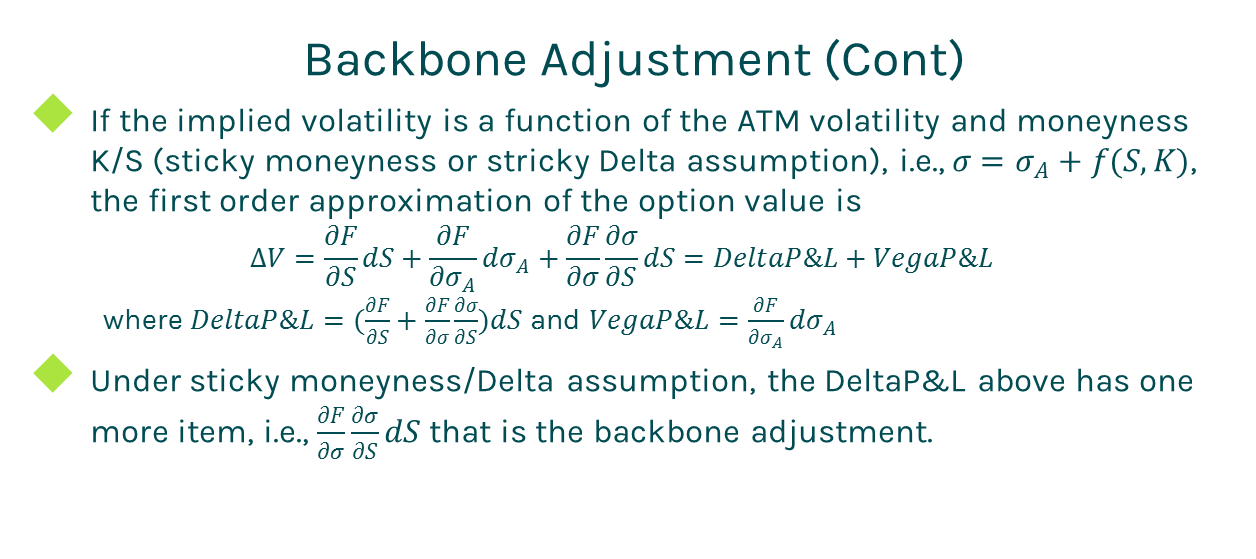 Backbone Adjustment (Cont)
If the implied volatility is a function of the ATM volatility and moneyness
K/S (sticky moneyness or stricky Delta assumption), i.e., σ = σ_A + f(S, K),
the first order approximation of the option value is
ΔV = ∂F/∂S dS + ∂F/∂σ_A dσ_A + ∂F/∂σ ∂σ/∂S dS = DeltaP&L + VegaP&L
where DeltaP&L = (∂F/∂S + ∂F/∂σ ∂σ/∂S)dS and VegaP&L = ∂F/∂σ_A dσ_A
Under sticky moneyness/Delta assumption, the DeltaP&L above has one
more item, i.e., ∂F/∂σ ∂σ/∂S dS that is the backbone adjustment.